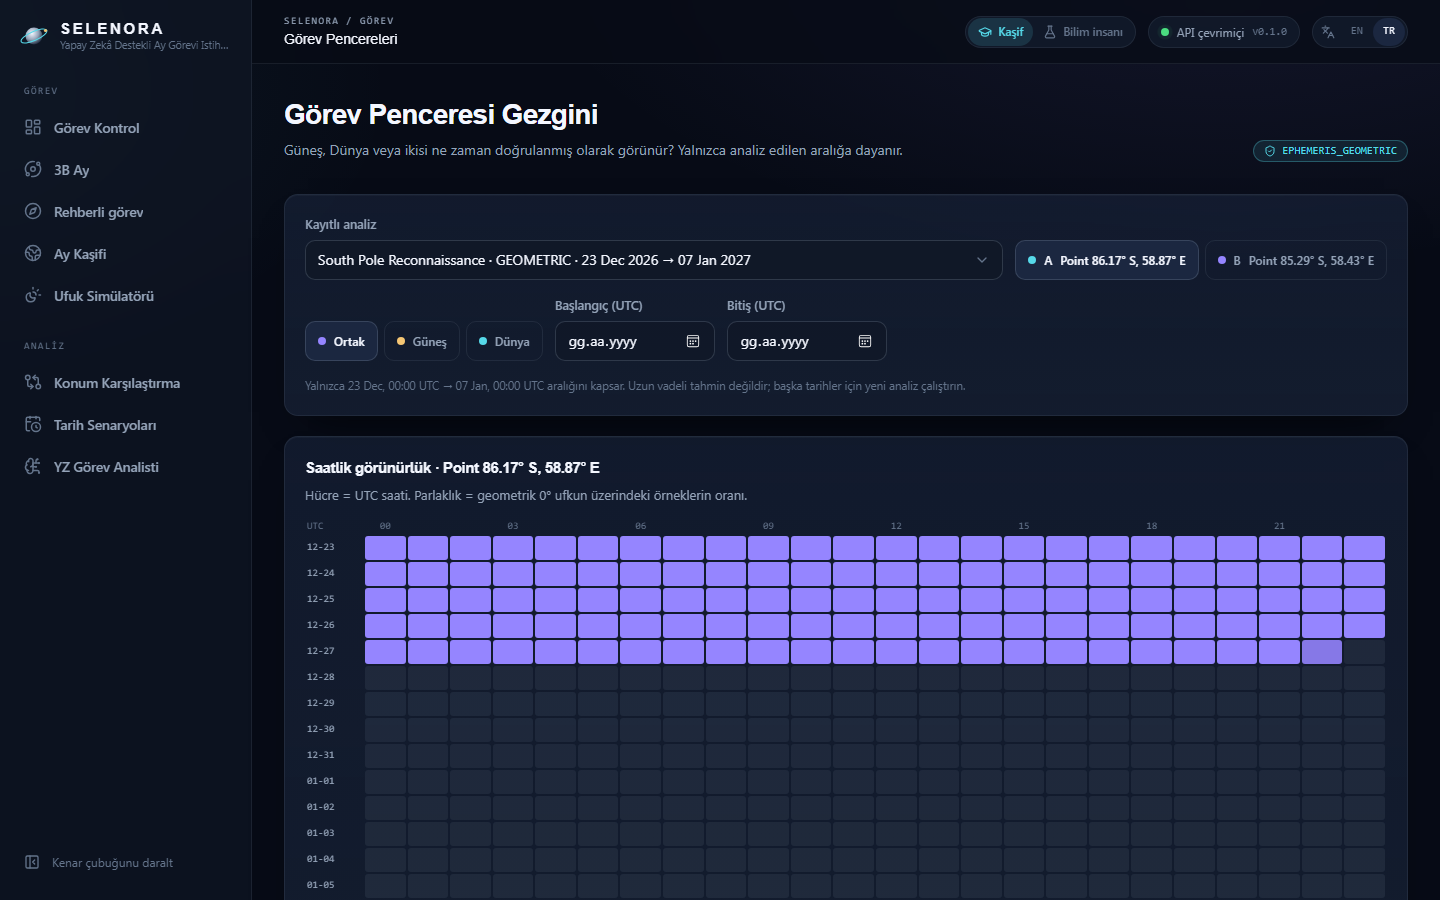 SELENORA
Yapay Zekâ Destekli Ay Görevi İstih...
SELENORA / GÖREV
Görev Pencereleri
Kaşif
Bilim insanı
API çevrimiçi v0.1.0
EN
TR
GÖREV
Görev Kontrol
3B Ay
Rehberli görev
Ay Kaşifi
Ufuk Simülatörü
ANALİZ
Konum Karşılaştırma
Tarih Senaryoları
YZ Görev Analisti
Kenar çubuğunu daralt
Görev Penceresi Gezgini
Güneş, Dünya veya ikisi ne zaman doğrulanmış olarak görünür? Yalnızca analiz edilen aralığa dayanır.
EPHEMERIS_GEOMETRIC
Kayıtlı analiz
South Pole Reconnaissance · GEOMETRIC · 23 Dec 2026 → 07 Jan 2027
A Point 86.17° S, 58.87° E
B Point 85.29° S, 58.43° E
Ortak
Güneş
Dünya
Başlangıç (UTC)
gg.aa.yyyy
Bitiş (UTC)
gg.aa.yyyy
Yalnızca 23 Dec, 00:00 UTC → 07 Jan, 00:00 UTC aralığını kapsar. Uzun vadeli tahmin değildir; başka tarihler için yeni analiz çalıştırın.
Saatlik görünürlük · Point 86.17° S, 58.87° E
Hücre = UTC saati. Parlaklık = geometrik 0° ufkun üzerindeki örneklerin oranı.
UTC 00 03 06 09 12 15 18 21
12-23
12-24
12-25
12-26
12-27
12-28
12-29
12-30
12-31
01-01
01-02
01-03
01-04
01-05